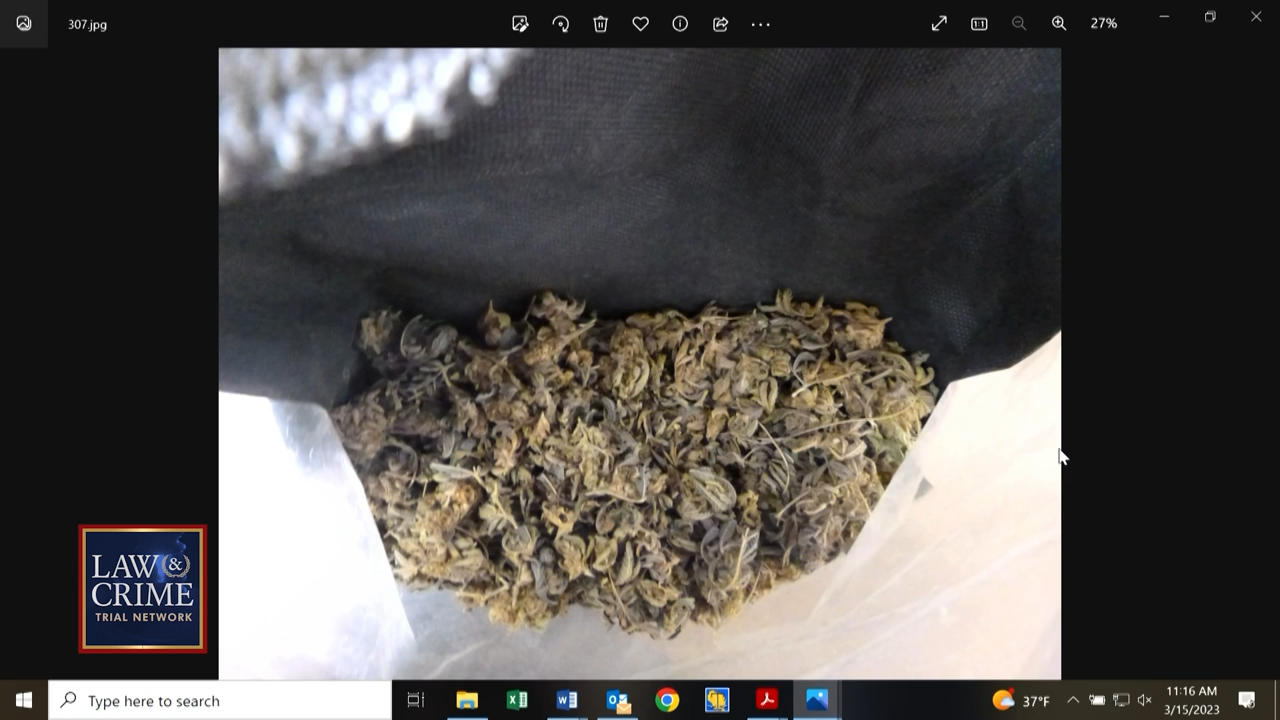 307.jpg
27%
LAW &
CRIME
TRIAL NETWORK
Type here to search
37°F
11:16 AM
3/15/2023